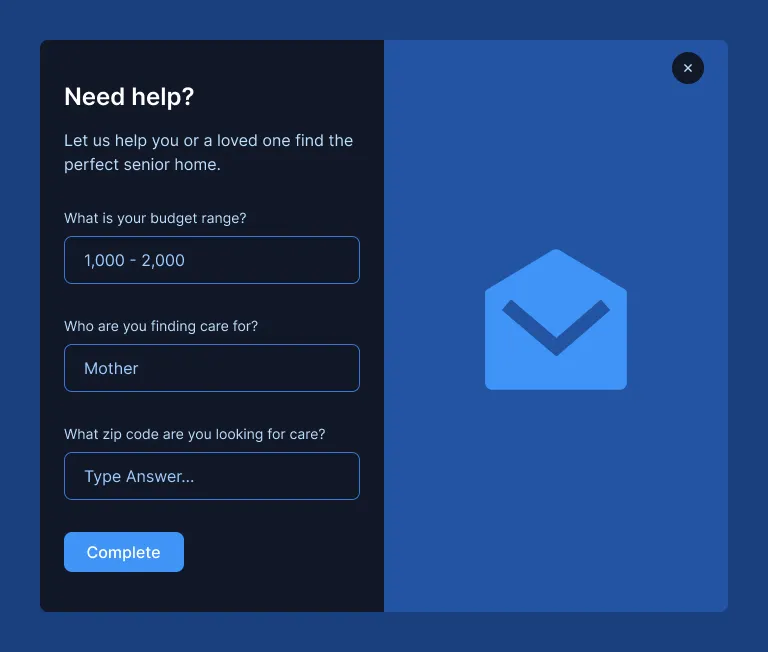 Need help?
Let us help you or a loved one find the
perfect senior home.
What is your budget range?
1,000 - 2,000
Who are you finding care for?
Mother
What zip code are you looking for care?
Type Answer...
Complete